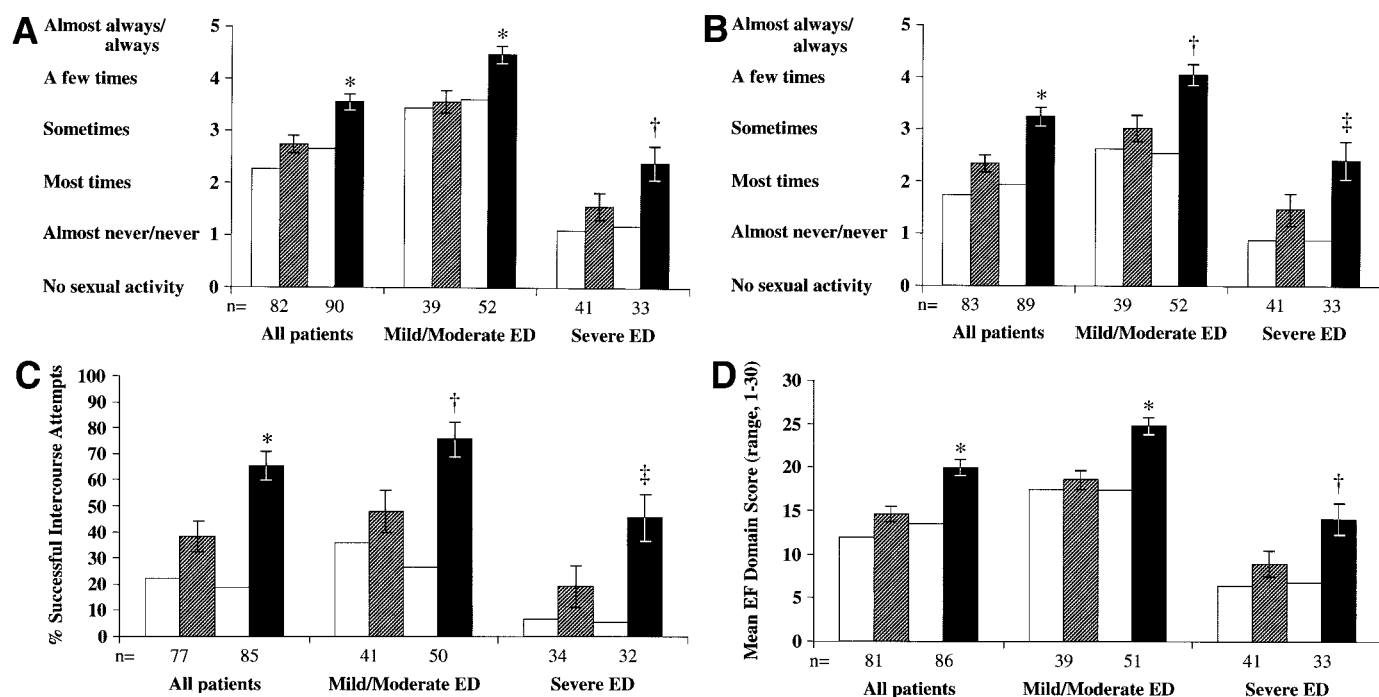 A
Almost always/
always
A few times
Sometimes
Most times
Almost never/never
No sexual activity
5
4
3
2
1
0
* * †
n= 82 90 39 52 41 33
All patients Mild/Moderate ED Severe ED
B
Almost always/
always
A few times
Sometimes
Most times
Almost never/never
No sexual activity
5
4
3
2
1
0
* † ‡
n= 83 89 39 52 41 33
All patients Mild/Moderate ED Severe ED
C
% Successful Intercourse Attempts
100
90
80
70
60
50
40
30
20
10
0
* † ‡
n= 77 85 41 50 34 32
All patients Mild/Moderate ED Severe ED
D
Mean EF Domain Score (range, 1-30)
30
25
20
15
10
5
0
* * †
n= 81 86 39 51 41 33
All patients Mild/Moderate ED Severe ED